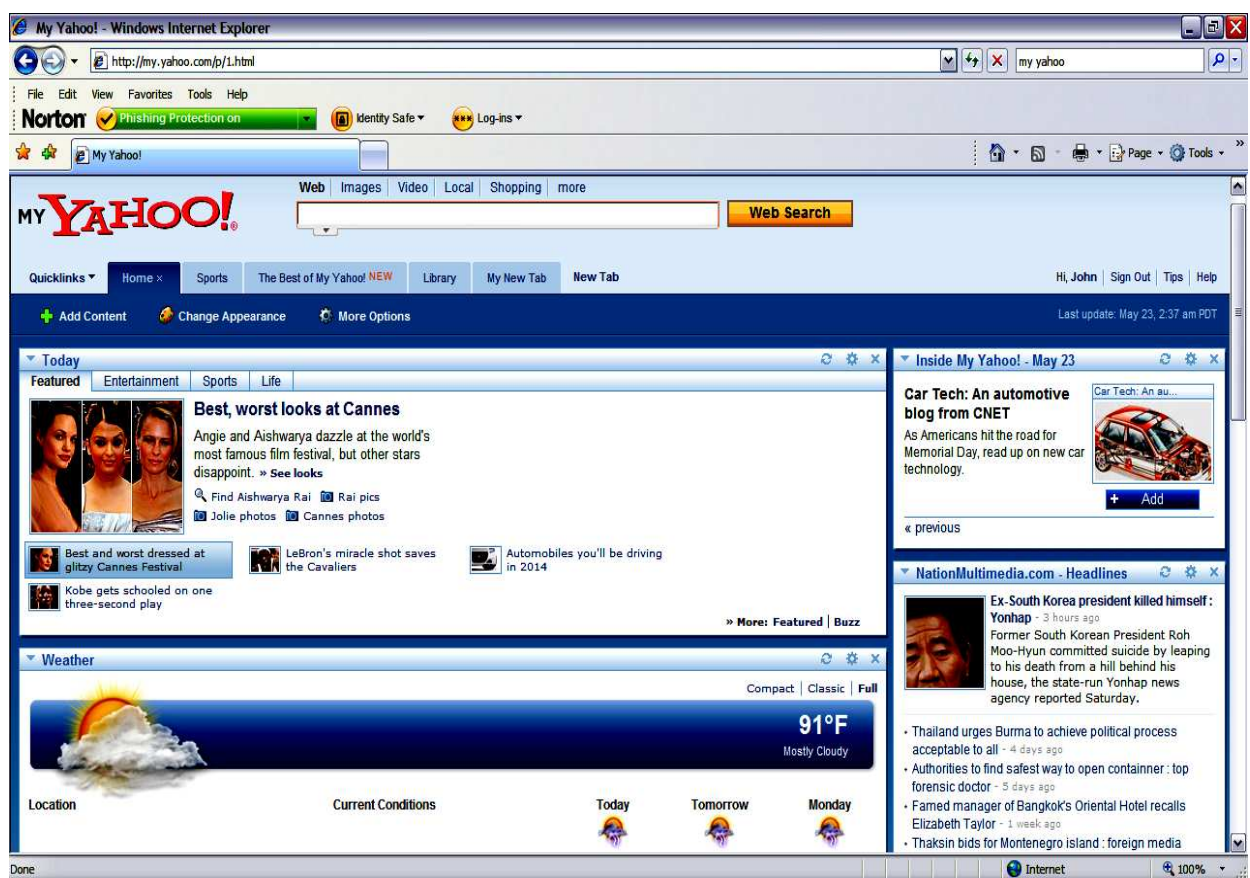 My Yahoo! - Windows Internet Explorer
http://my.yahoo.com/p/1.html
my yahoo
File Edit View Favorites Tools Help
Norton Phishing Protection on Identity Safe Log-ins
My Yahoo! Page Tools »
MY YAHOO!®
Web | Images | Video | Local | Shopping | more
Web Search
Quicklinks Home × Sports The Best of My Yahoo! NEW Library My New Tab New Tab
Hi, John | Sign Out | Tips | Help
Add Content Change Appearance More Options
Last update: May 23, 2:37 am PDT
Today
Featured Entertainment Sports Life
Best, worst looks at Cannes
Angie and Aishwarya dazzle at the world's
most famous film festival, but other stars
disappoint. » See looks
Find Aishwarya Rai Rai pics
Jolie photos Cannes photos
Best and worst dressed at
glitzy Cannes Festival
LeBron's miracle shot saves
the Cavaliers
Automobiles you'll be driving
in 2014
Kobe gets schooled on one
three-second play
» More: Featured | Buzz
Weather
Compact | Classic | Full
91°F
Mostly Cloudy
Location Current Conditions Today Tomorrow Monday
Inside My Yahoo! - May 23
Car Tech: An automotive
blog from CNET
As Americans hit the road for
Memorial Day, read up on new car
technology.
Car Tech: An au...
+ Add
« previous
NationMultimedia.com - Headlines
Ex-South Korea president killed himself :
Yonhap - 3 hours ago
Former South Korean President Roh
Moo-Hyun committed suicide by leaping
to his death from a hill behind his
house, the state-run Yonhap news
agency reported Saturday.
• Thailand urges Burma to achieve political process
acceptable to all - 4 days ago
• Authorities to find safest way to open containner : top
forensic doctor - 5 days ago
• Famed manager of Bangkok's Oriental Hotel recalls
Elizabeth Taylor - 1 week ago
• Thaksin bids for Montenegro island : foreign media
Done Internet 100%